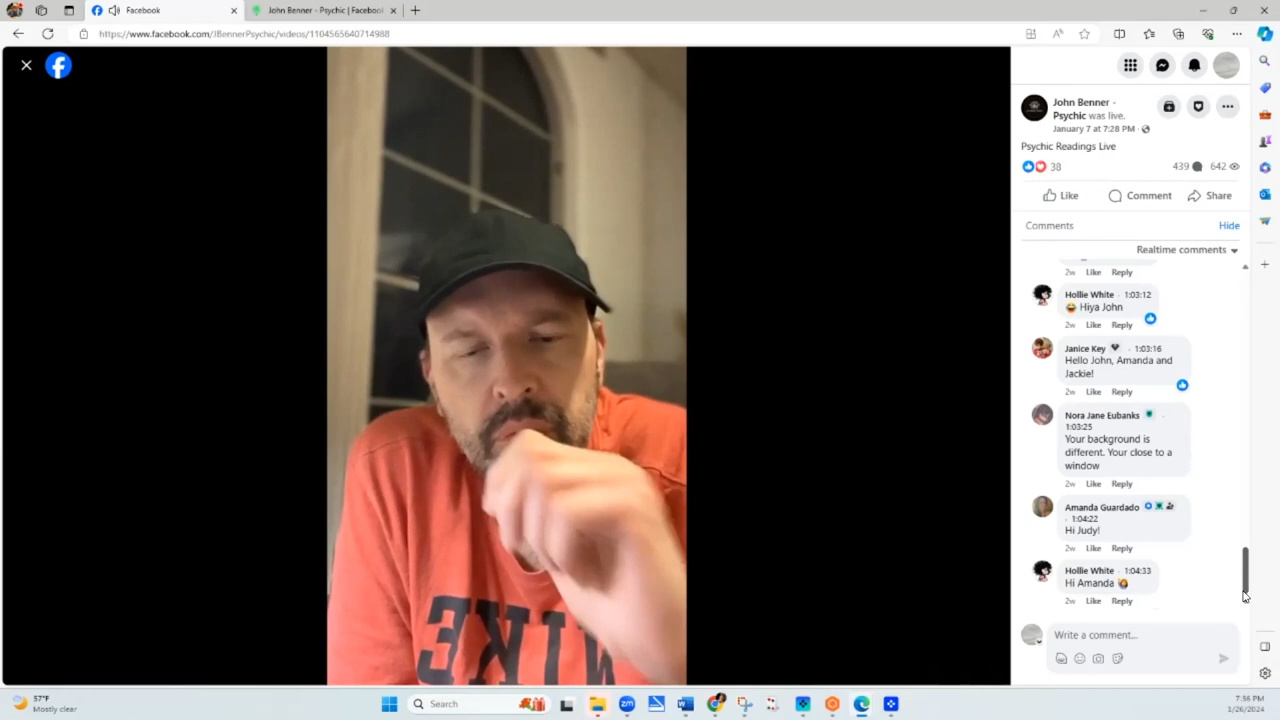 Facebook
John Benner - Psychic | Facebook
https://www.facebook.com/JBennerPsychic/videos/1104565640714988
John Benner -
Psychic was live.
January 7 at 7:28 PM ·
Psychic Readings Live
38
439
642
Like
Comment
Share
Comments
Hide
Realtime comments
2w Like Reply
Hollie White · 1:03:12
😂 Hiya John
2w Like Reply
Janice Key · 1:03:16
Hello John, Amanda and
Jackie!
2w Like Reply
Nora Jane Eubanks ·
1:03:25
Your background is
different. Your close to a
window
2w Like Reply
Amanda Guardado
· 1:04:22
Hi Judy!
2w Like Reply
Hollie White · 1:04:33
Hi Amanda
2w Like Reply
Write a comment...
NIKE
57°F
Mostly clear
Search
7:36 PM
1/26/2024